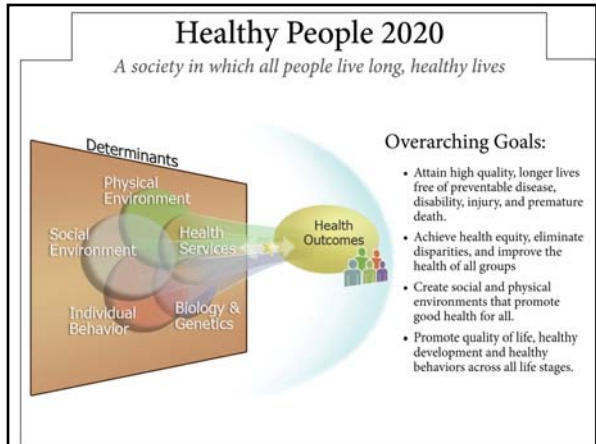 Healthy People 2020
A society in which all people live long, healthy lives
Determinants
Physical
Environment
Social
Environment
Health
Services
Individual
Behavior
Biology &
Genetics
Health
Outcomes
Overarching Goals:
• Attain high quality, longer lives
free of preventable disease,
disability, injury, and premature
death.
• Achieve health equity, eliminate
disparities, and improve the
health of all groups
• Create social and physical
environments that promote
good health for all.
• Promote quality of life, healthy
development and healthy
behaviors across all life stages.